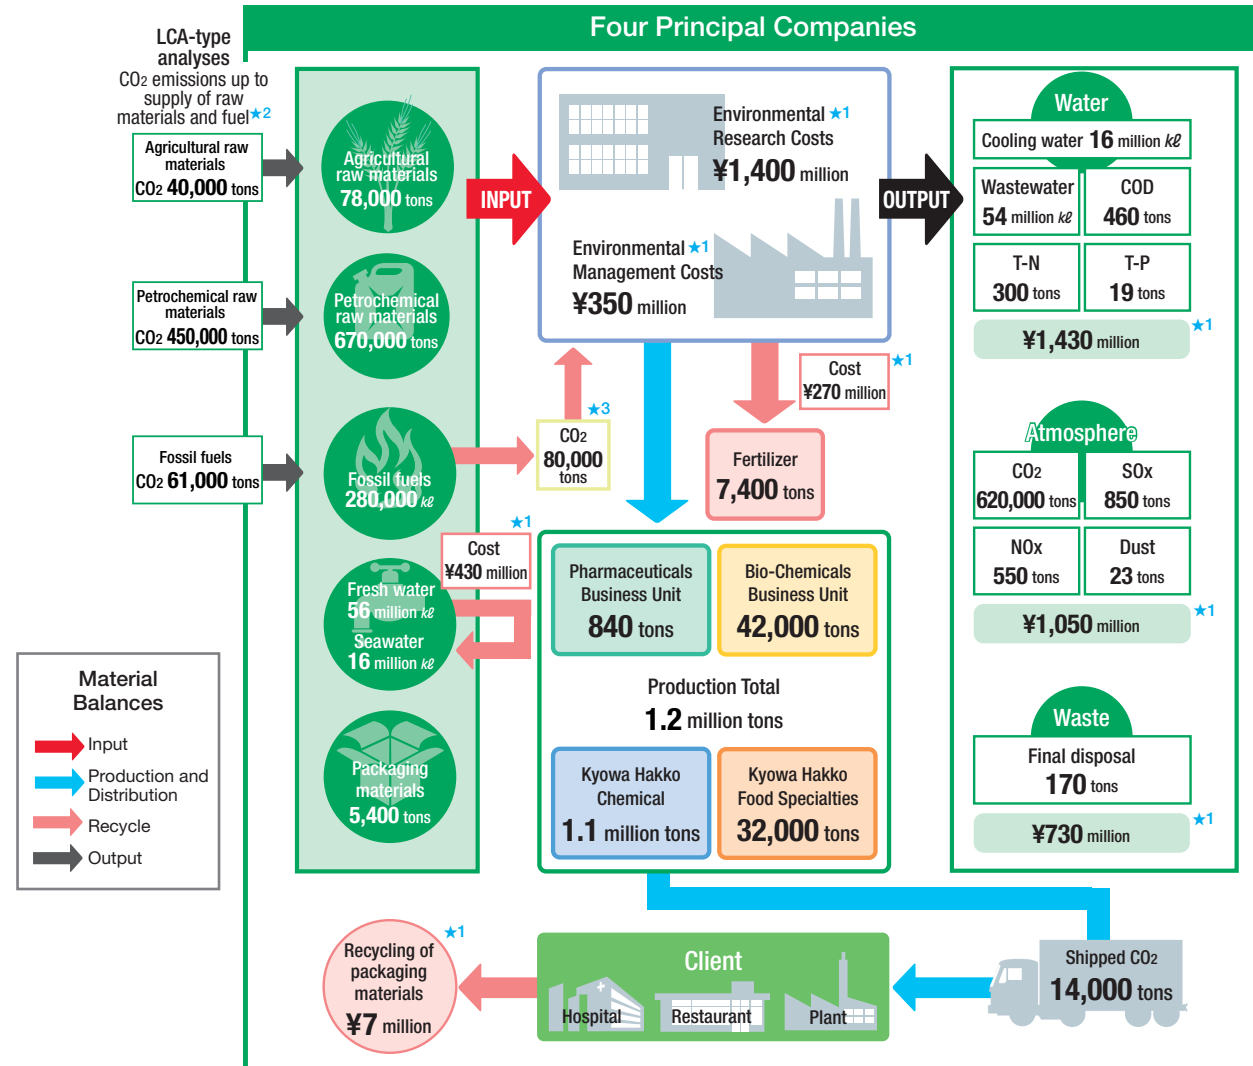 Four Principal Companies
LCA-type
analyses
CO2 emissions up to
supply of raw
materials and fuel★2
Agricultural raw
materials
CO2 40,000 tons
Petrochemical raw
materials
CO2 450,000 tons
Fossil fuels
CO2 61,000 tons
Agricultural
raw materials
78,000 tons
Petrochemical
raw materials
670,000 tons
Fossil fuels
280,000 kℓ
Fresh water
56 million kℓ
Seawater
16 million kℓ
Packaging
materials
5,400 tons
INPUT
Environmental ★1
Research Costs
¥1,400 million
Environmental ★1
Management Costs
¥350 million
OUTPUT
★3
CO2
80,000
tons
★1
Cost
¥430 million
★1
Cost
¥270 million
Fertilizer
7,400 tons
Pharmaceuticals
Business Unit
840 tons
Bio-Chemicals
Business Unit
42,000 tons
Production Total
1.2 million tons
Kyowa Hakko
Chemical
1.1 million tons
Kyowa Hakko
Food Specialties
32,000 tons
Water
Cooling water 16 million kℓ
Wastewater
54 million kℓ
COD
460 tons
T-N
300 tons
T-P
19 tons
¥1,430 million
★1
Atmosphere
CO2
620,000 tons
SOx
850 tons
NOx
550 tons
Dust
23 tons
¥1,050 million
★1
Waste
Final disposal
170 tons
¥730 million
★1
Material
Balances
Input
Production and
Distribution
Recycle
Output
★1
Recycling of
packaging
materials
¥7 million
Client
Hospital
Restaurant
Plant
Shipped CO2
14,000 tons